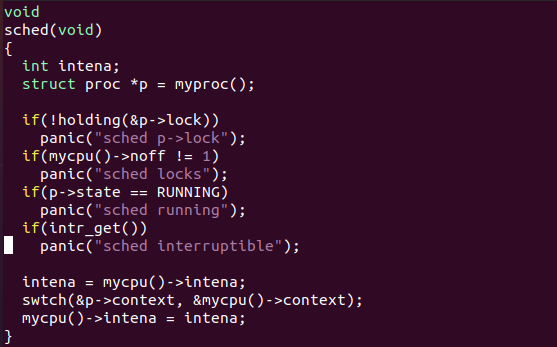 void
sched(void)
{
  int intena;
  struct proc *p = myproc();

  if(!holding(&p->lock))
    panic("sched p->lock");
  if(mycpu()->noff != 1)
    panic("sched locks");
  if(p->state == RUNNING)
    panic("sched running");
  if(intr_get())
    panic("sched interruptible");

  intena = mycpu()->intena;
  swtch(&p->context, &mycpu()->context);
  mycpu()->intena = intena;
}